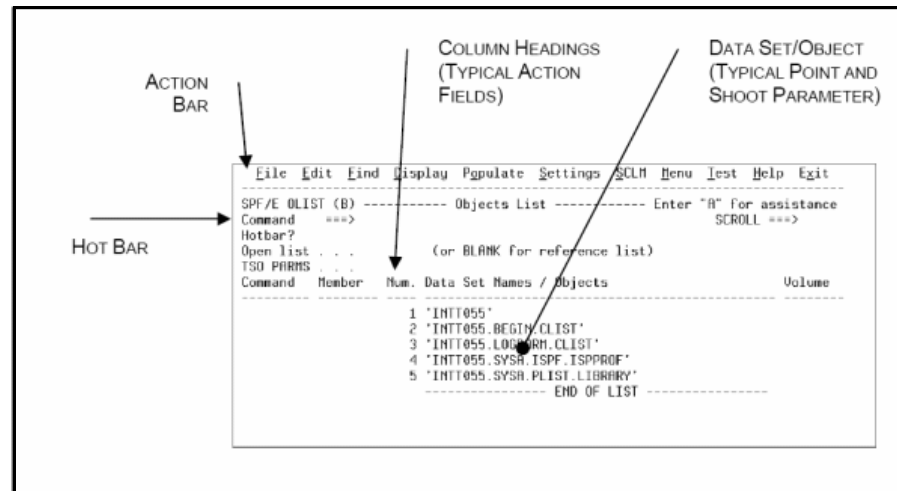 COLUMN HEADINGS
(TYPICAL ACTION
FIELDS)
DATA SET/OBJECT
(TYPICAL POINT AND
SHOOT PARAMETER)
ACTION
BAR
File Edit Find Display Populate Settings SCLM Menu Test Help Exit
SPF/E OLIST (B) ----------- Objects List ------------ Enter "A" for assistance
Command ===> SCROLL ===>
HOT BAR
Hotbar?
Open list . . . (or BLANK for reference list)
TSO PARMS . . .
Command Member Num. Data Set Names / Objects Volume
1 'INTT055'
2 'INTT055.BEGIN.CLIST'
3 'INTT055.LOGNORM.CLIST'
4 'INTT055.SYSA.ISPF.ISPPROF'
5 'INTT055.SYSA.PLIST.LIBRARY'
---------------- END OF LIST ----------------